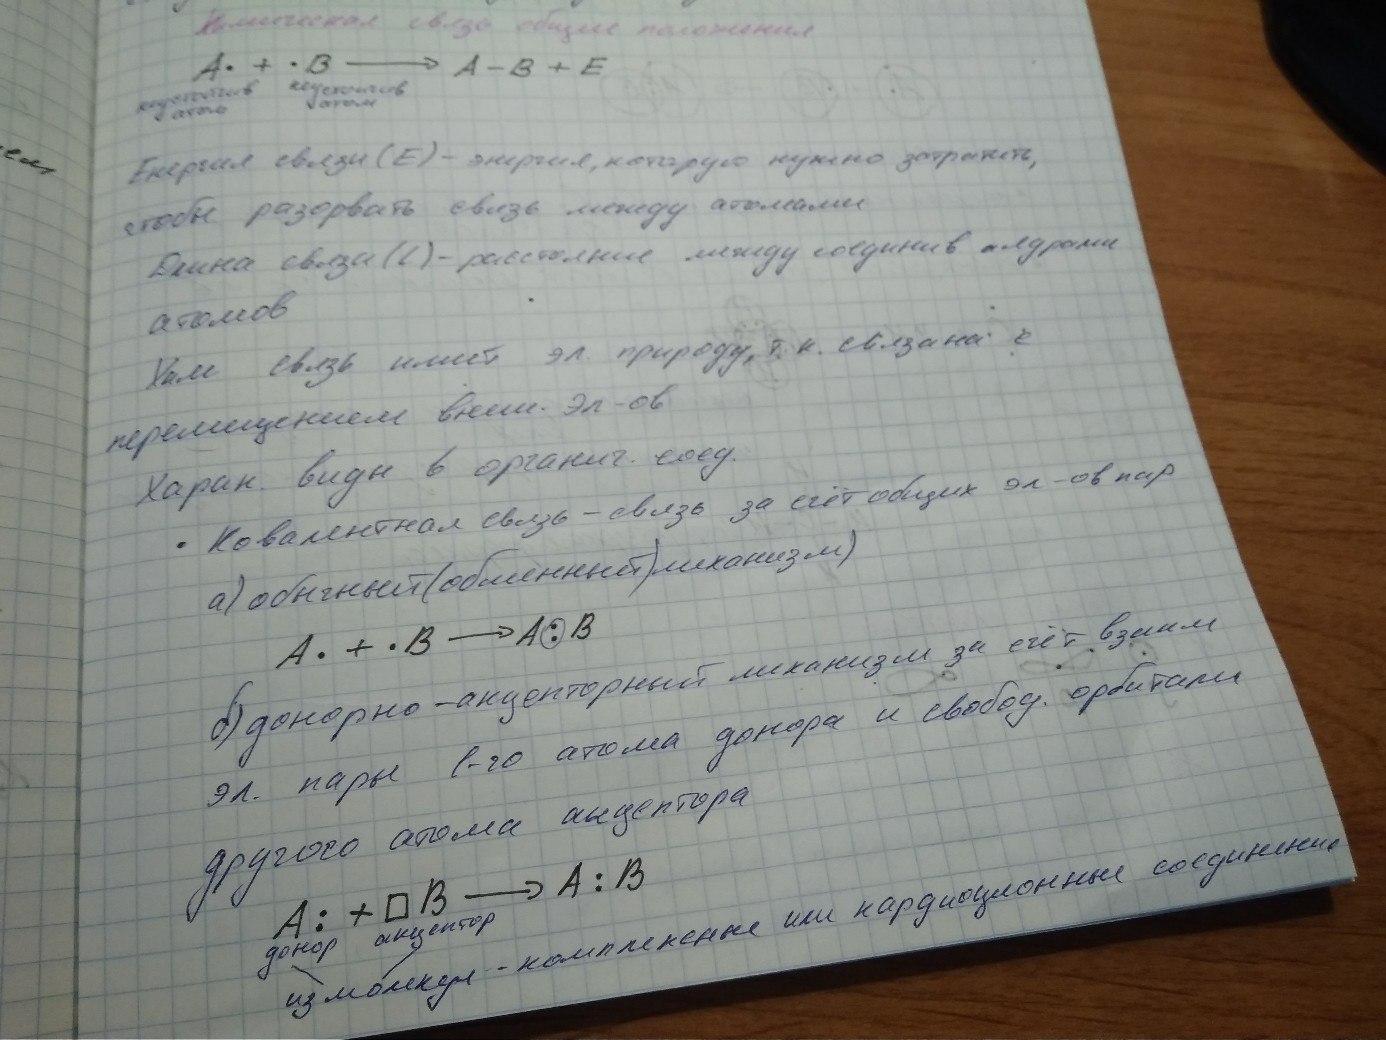 Химическая связь общие положения
А· + ·В → А – В + Е
неустойчив неустойчив
атом атом
Енергия связи (Е) – энергия, которую нужно затратить,
чтобы разорвать связь между атомами
Длина связи (l) – расстояние между соединив ядрами
атомов
Хим связь имеет эл. природу, т.к. связана с
перемещением внеш. эл-ов
Харак. виды в органич. соед.
• Ковалентная связь – связь за счёт общих эл-ов пар
а) обычный (обменный) механизм)
А· + ·В → А : В
б) донорно-акцепторный механизм за счёт взаим
эл. пары 1-го атома донора и свобод. орбитали
другого атома акцептора
А: + □ В → А : В
донор акцептор
из молекул – комплексные или кардиоционные соединение